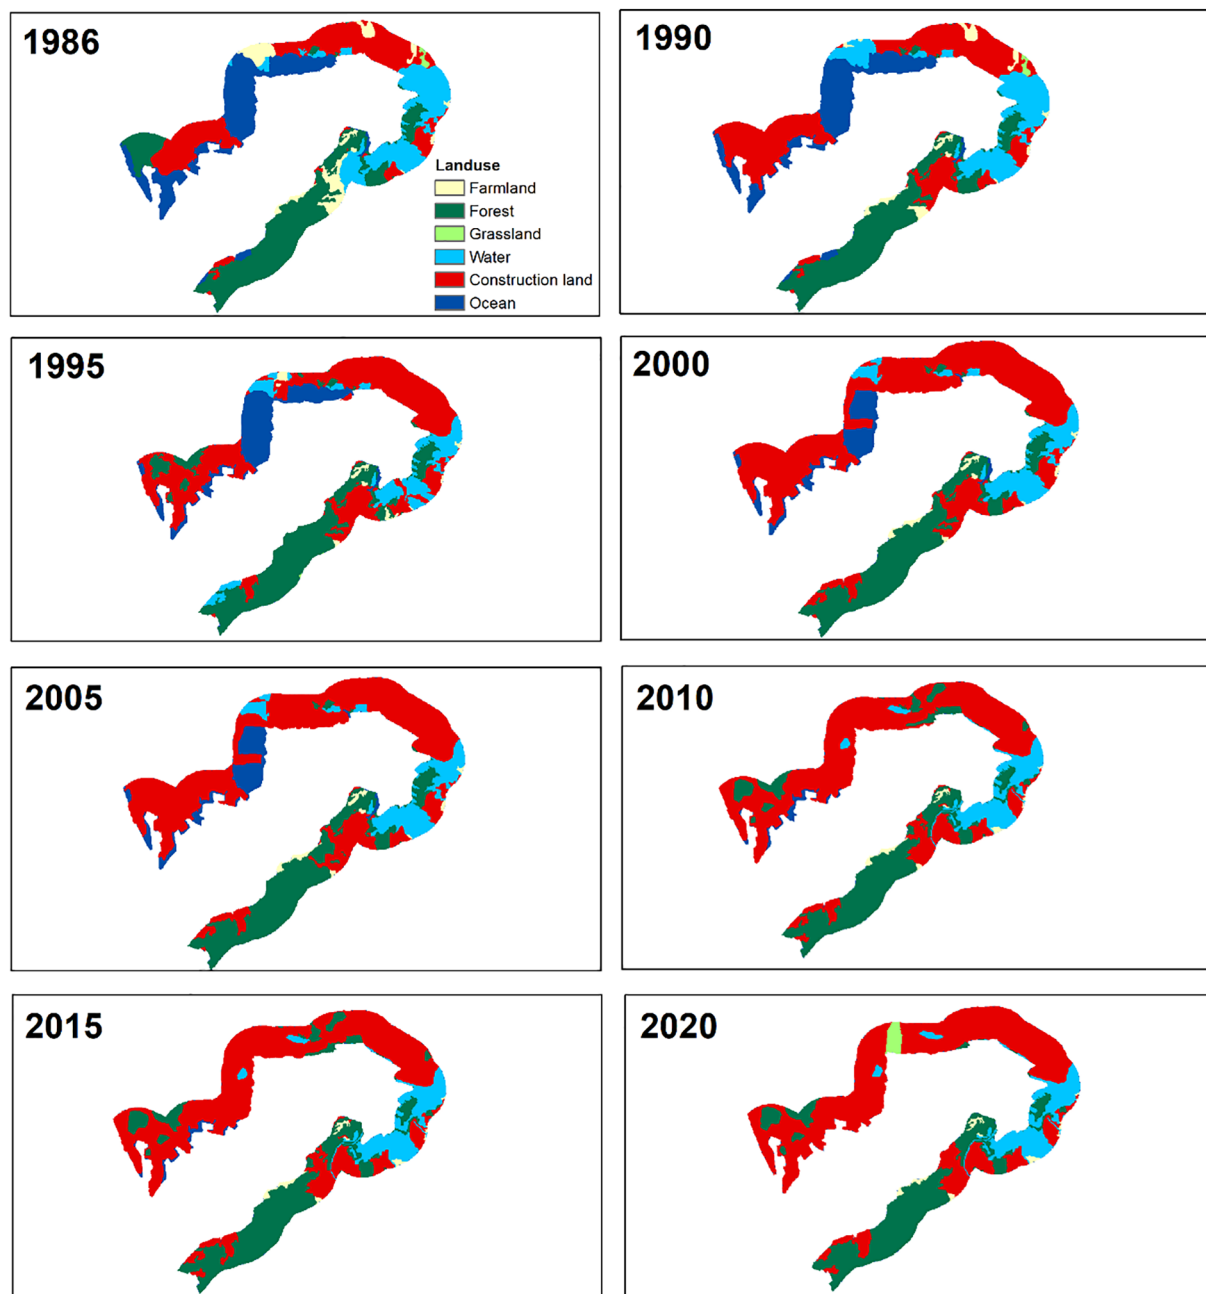 1986
1990
Landuse
Farmland
Forest
Grassland
Water
Construction land
Ocean
1995
2000
2005
2010
2015
2020